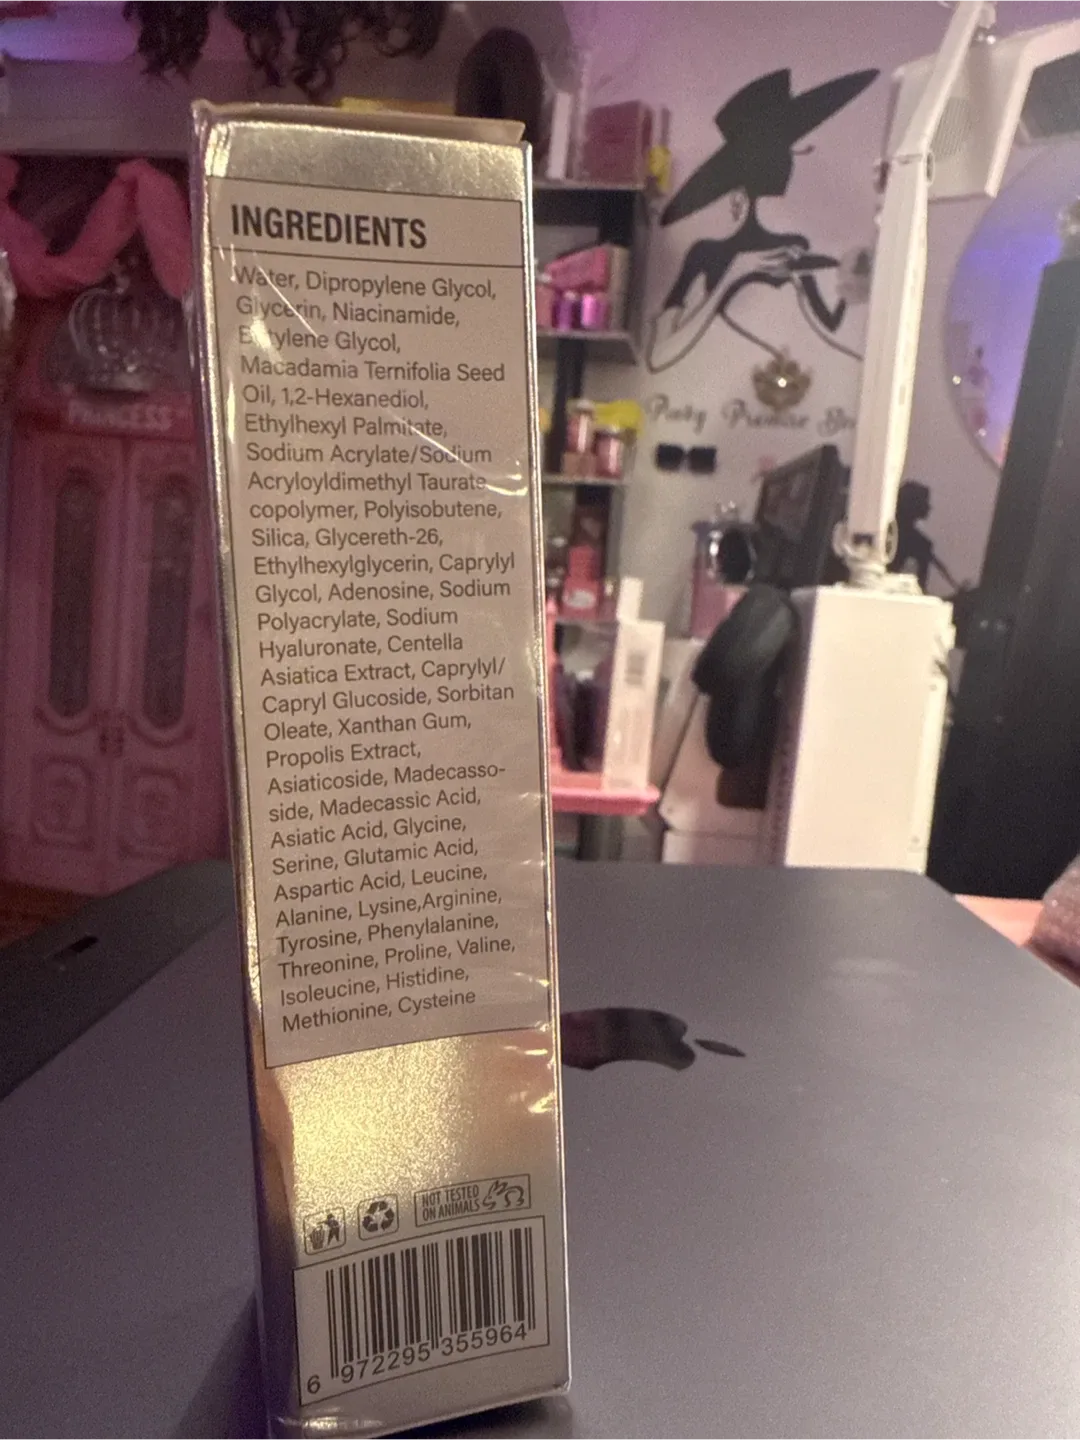 INGREDIENTS
Water, Dipropylene Glycol,
Glycerin, Niacinamide,
Butylene Glycol,
Macadamia Ternifolia Seed
Oil, 1,2-Hexanediol,
Ethylhexyl Palmitate,
Sodium Acrylate/Sodium
Acryloyldimethyl Taurate
copolymer, Polyisobutene,
Silica, Glycereth-26,
Ethylhexylglycerin, Caprylyl
Glycol, Adenosine, Sodium
Polyacrylate, Sodium
Hyaluronate, Centella
Asiatica Extract, Caprylyl/
Capryl Glucoside, Sorbitan
Oleate, Xanthan Gum,
Propolis Extract,
Asiaticoside, Madecasso-
side, Madecassic Acid,
Asiatic Acid, Glycine,
Serine, Glutamic Acid,
Aspartic Acid, Leucine,
Alanine, Lysine,Arginine,
Tyrosine, Phenylalanine,
Threonine, Proline, Valine,
Isoleucine, Histidine,
Methionine, Cysteine
NOT TESTED
ON ANIMALS
6 972295 355964
PRINCESS